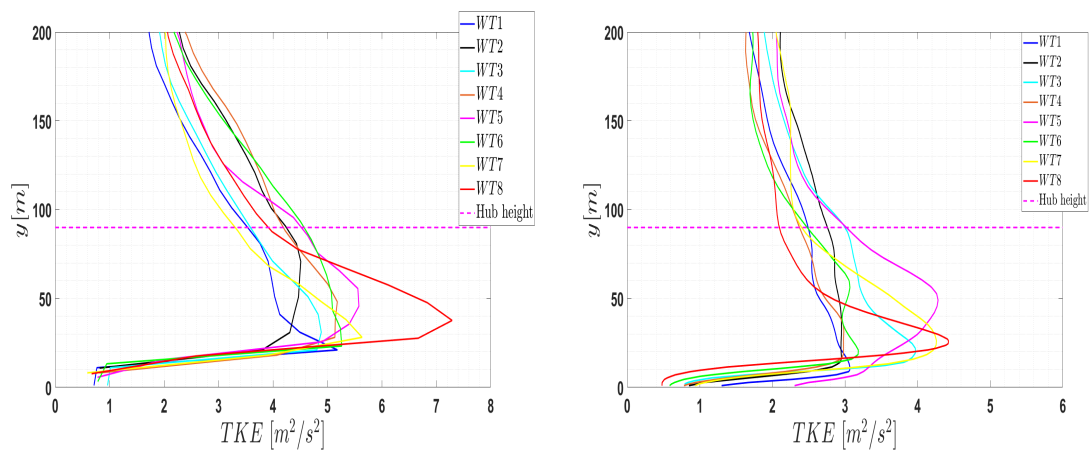 200
150
100
50
0
y [m]
0 1 2 3 4 5 6 7 8
TKE [m²/s²]
WT1
WT2
WT3
WT4
WT5
WT6
WT7
WT8
Hub height
200
150
100
50
0
y [m]
0 1 2 3 4 5 6
TKE [m²/s²]
WT1
WT2
WT3
WT4
WT5
WT6
WT7
WT8
Hub height